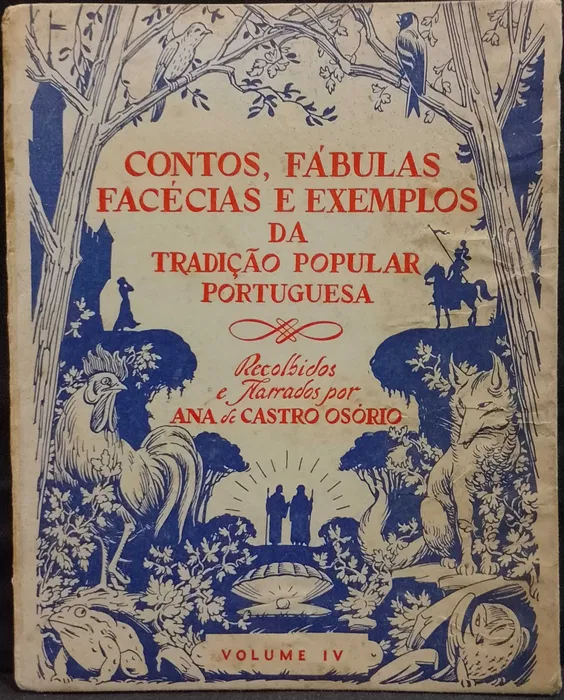 CONTOS, FÁBULAS
FACÉCIAS E EXEMPLOS
DA
TRADIÇÃO POPULAR
PORTUGUESA
Recolhidos
e Narrados por
ANA de CASTRO OSÓRIO
VOLUME IV